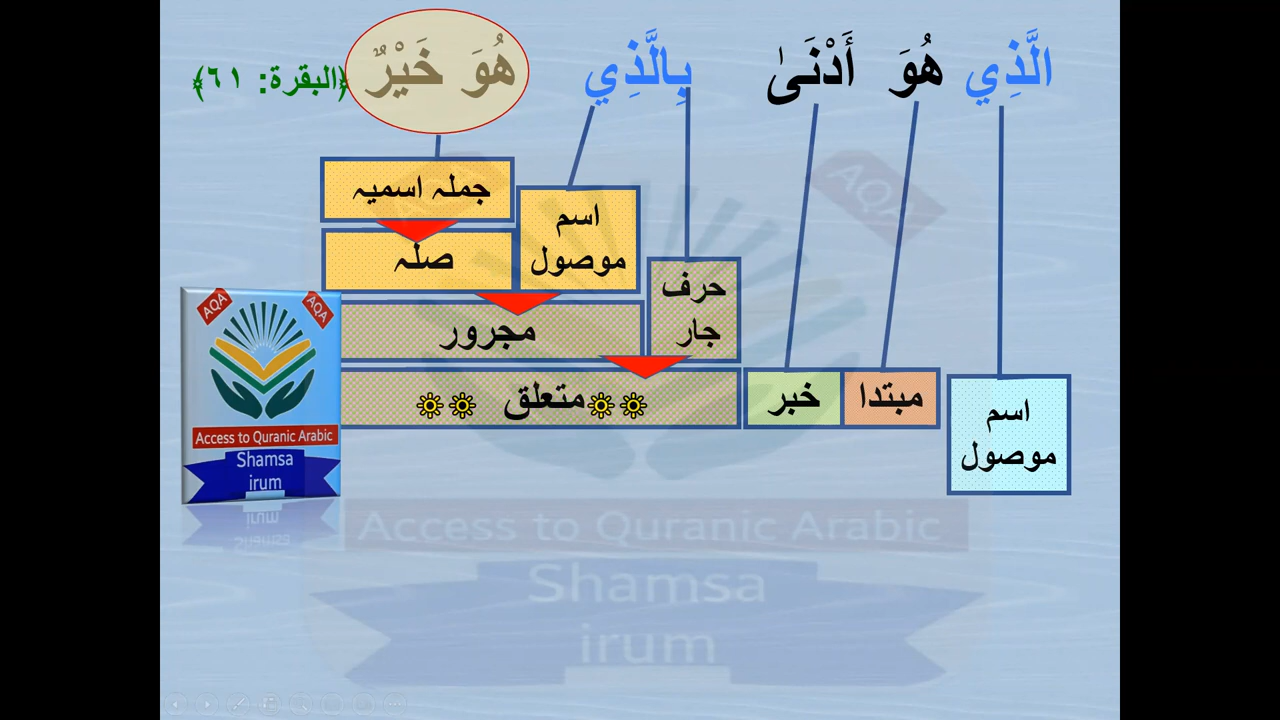 الَّذِي هُوَ أَدْنَىٰ بِالَّذِي هُوَ خَيْرٌ ﴿البقرة: ٦١﴾
جملہ اسمیہ
اسم
موصول
صلہ
حرف
جار
مجرور
متعلق
خبر
مبتدا
اسم
موصول
AQA
AQA
Access to Quranic Arabic
Shamsa
irum
AQA
Access to Quranic Arabic
Shamsa
irum